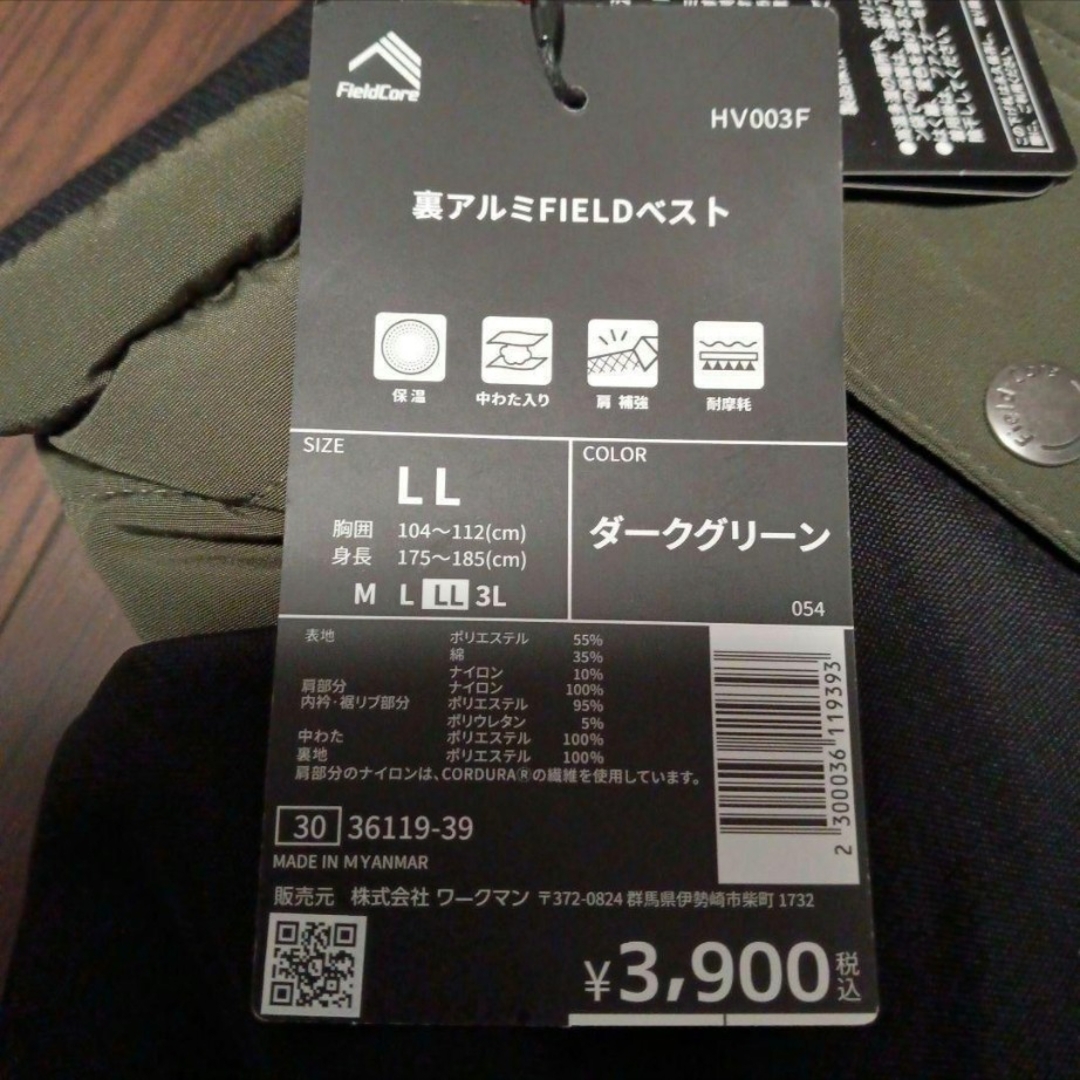 FieldCore
HV003F
裏アルミFIELDベスト
保温
中わた入り
肩 補強
耐摩耗
SIZE
LL
胸囲 104～112(cm)
身長 175～185(cm)
M L LL 3L
COLOR
ダークグリーン
054
表地 ポリエステル 55%
綿 35%
ナイロン 10%
肩部分 ナイロン 100%
内衿・裾リブ部分 ポリエステル 95%
ポリウレタン 5%
中わた ポリエステル 100%
裏地 ポリエステル 100%
肩部分のナイロンは、CORDURA®の繊維を使用しています。
2 300036 119393
30 36119-39
MADE IN MYANMAR
販売元 株式会社 ワークマン 〒372-0824 群馬県伊勢崎市柴町 1732
¥3,900税込
Field Core